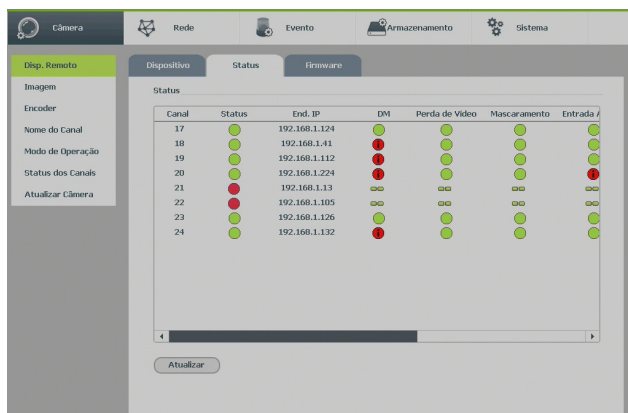 Câmera Rede Evento Armazenamento Sistema
Disp. Remoto
Imagem
Encoder
Nome do Canal
Modo de Operação
Status dos Canais
Atualizar Câmera
Dispositivo Status Firmware
Status
Canal Status End. IP DM Perda de Vídeo Mascaramento Entrada A
17 192.168.1.124
18 192.168.1.41
19 192.168.1.112
20 192.168.1.224
21 192.168.1.13
22 192.168.1.105
23 192.168.1.126
24 192.168.1.132
Atualizar